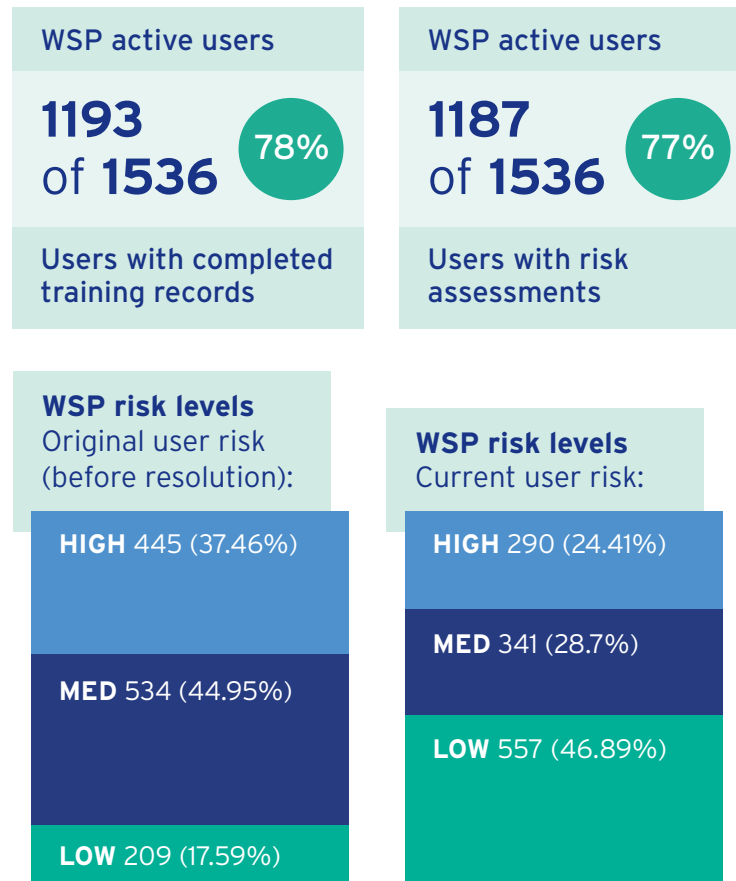 WSP active users
1193
of 1536
78%
Users with completed
training records
WSP active users
1187
of 1536
77%
Users with risk
assessments
WSP risk levels
Original user risk
(before resolution):
HIGH 445 (37.46%)
MED 534 (44.95%)
LOW 209 (17.59%)
WSP risk levels
Current user risk:
HIGH 290 (24.41%)
MED 341 (28.7%)
LOW 557 (46.89%)